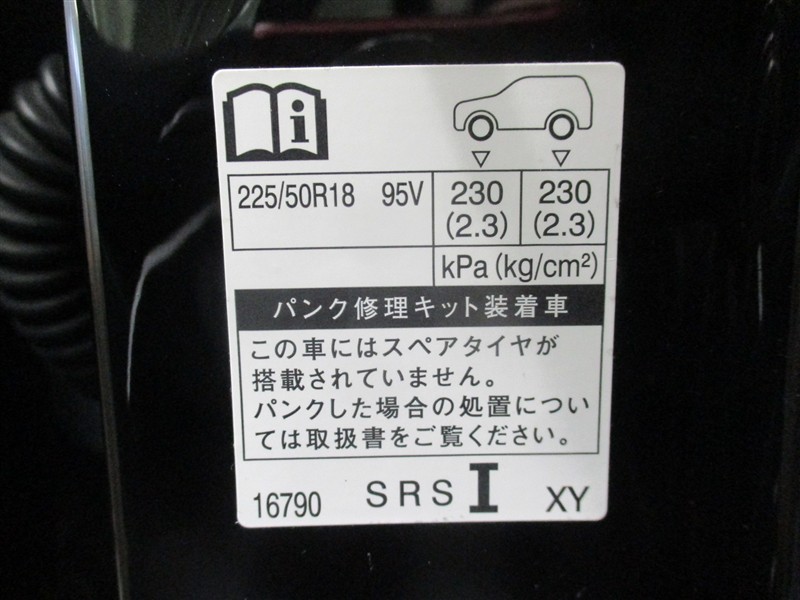 i
225/50R18 95V 230 230
(2.3) (2.3)
kPa (kg/cm²)
パンク修理キット装着車
この車にはスペアタイヤが
搭載されていません。
パンクした場合の処置につい
ては取扱書をご覧ください。
16790 SRS I XY